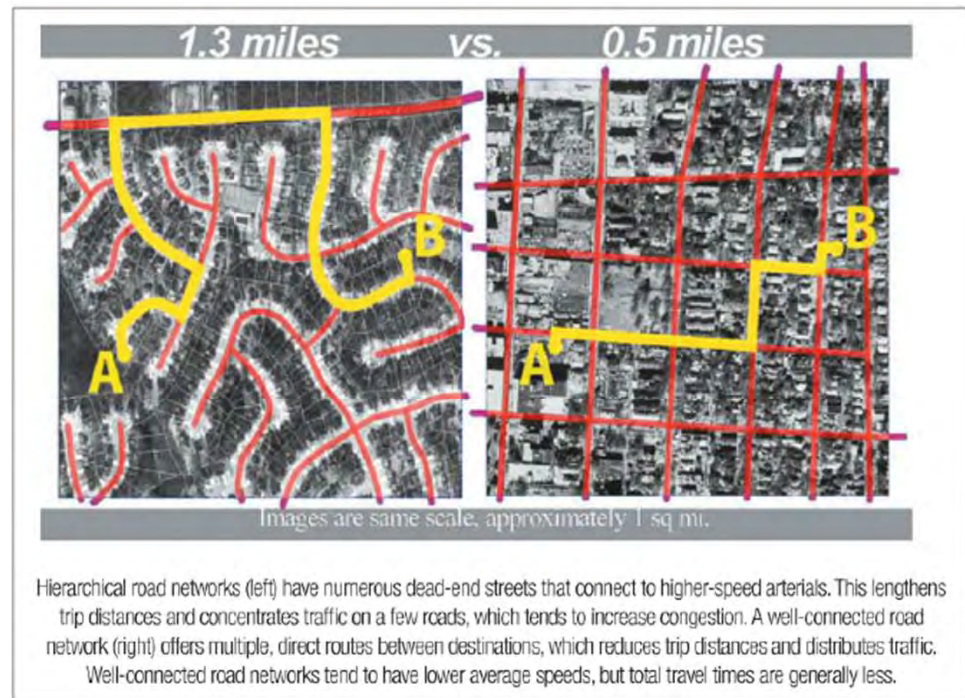 1.3 miles vs. 0.5 miles
A
B
A
B
Images are same scale, approximately 1 sq mi.
Hierarchical road networks (left) have numerous dead-end streets that connect to higher-speed arterials. This lengthens
trip distances and concentrates traffic on a few roads, which tends to increase congestion. A well-connected road
network (right) offers multiple, direct routes between destinations, which reduces trip distances and distributes traffic.
Well-connected road networks tend to have lower average speeds, but total travel times are generally less.